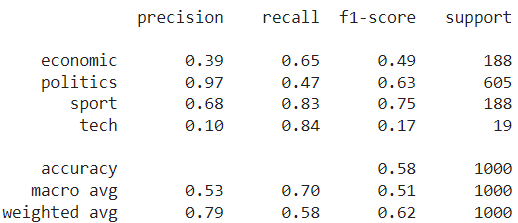 precision recall f1-score support
economic 0.39 0.65 0.49 188
politics 0.97 0.47 0.63 605
sport 0.68 0.83 0.75 188
tech 0.10 0.84 0.17 19
accuracy 0.58 1000
macro avg 0.53 0.70 0.51 1000
weighted avg 0.79 0.58 0.62 1000